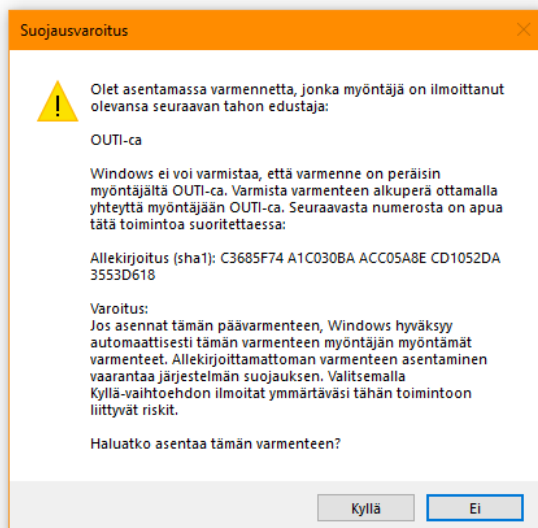 Suojausvaroitus
Olet asentamassa varmennetta, jonka myöntäjä on ilmoittanut
olevansa seuraavan tahon edustaja:
OUTI-ca
Windows ei voi varmistaa, että varmenne on peräisin
myöntäjältä OUTI-ca. Varmista varmenteen alkuperä ottamalla
yhteyttä myöntäjään OUTI-ca. Seuraavasta numerosta on apua
tätä toimintoa suoritettaessa:
Allekirjoitus (sha1): C3685F74 A1C030BA ACC05A8E CD1052DA
3553D618
Varoitus:
Jos asennat tämän päävarmenteen, Windows hyväksyy
automaattisesti tämän varmenteen myöntäjän myöntämät
varmenteet. Allekirjoittamattoman varmenteen asentaminen
vaarantaa järjestelmän suojauksen. Valitsemalla
Kyllä-vaihtoehdon ilmoitat ymmärtäväsi tähän toimintoon
liittyvät riskit.
Haluatko asentaa tämän varmenteen?
Kyllä
Ei